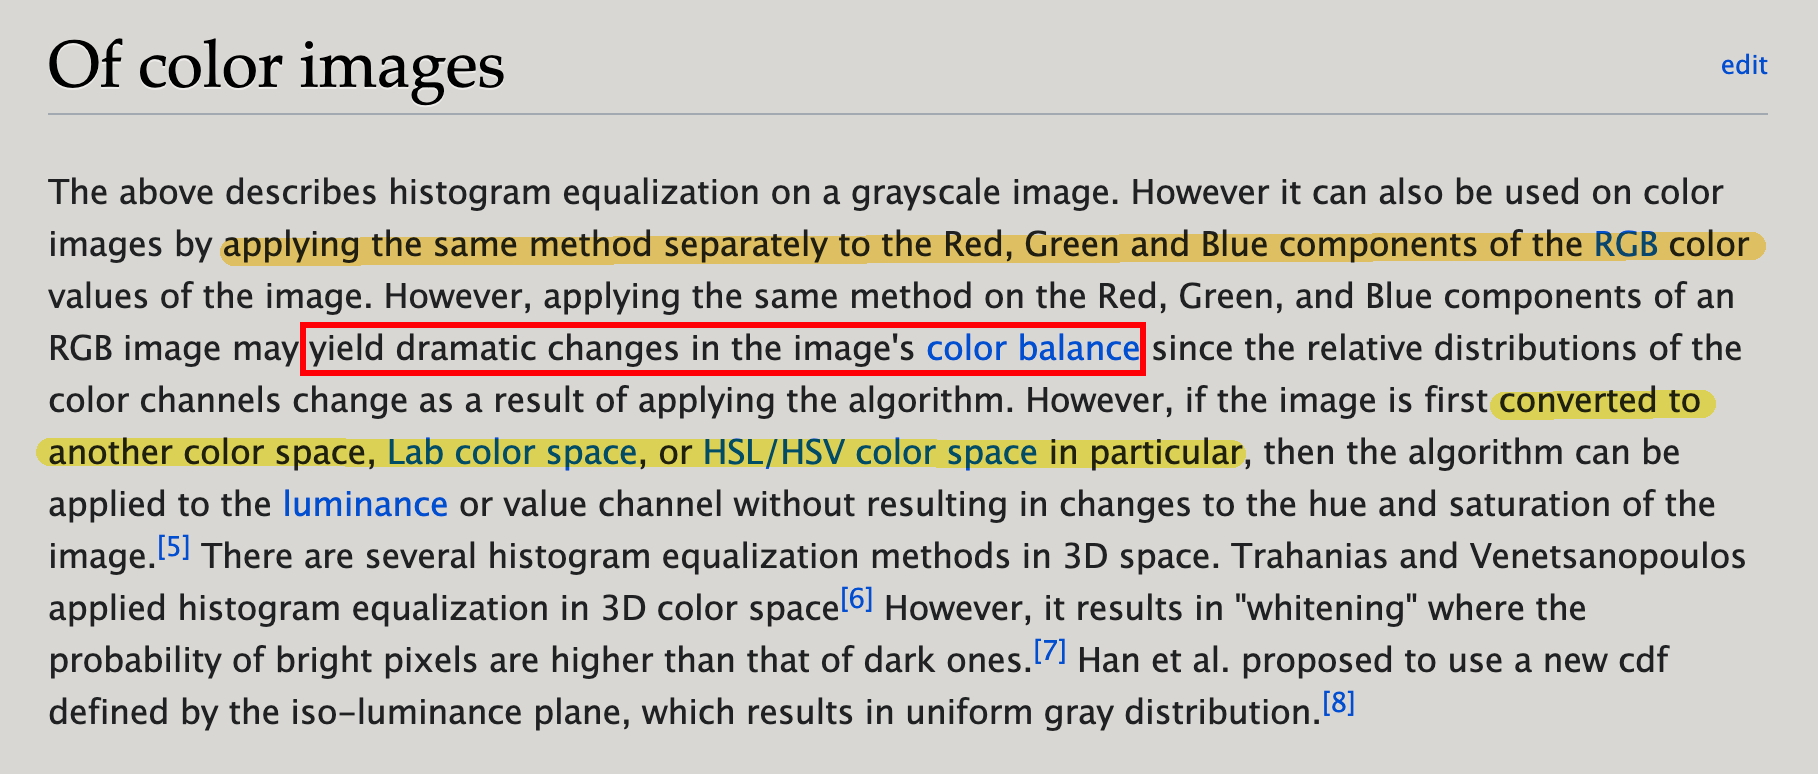 Of color images
edit
The above describes histogram equalization on a grayscale image. However it can also be used on color
images by applying the same method separately to the Red, Green and Blue components of the RGB color
values of the image. However, applying the same method on the Red, Green, and Blue components of an
RGB image may yield dramatic changes in the image's color balance since the relative distributions of the
color channels change as a result of applying the algorithm. However, if the image is first converted to
another color space, Lab color space, or HSL/HSV color space in particular, then the algorithm can be
applied to the luminance or value channel without resulting in changes to the hue and saturation of the
image.[5] There are several histogram equalization methods in 3D space. Trahanias and Venetsanopoulos
applied histogram equalization in 3D color space[6] However, it results in "whitening" where the
probability of bright pixels are higher than that of dark ones.[7] Han et al. proposed to use a new cdf
defined by the iso–luminance plane, which results in uniform gray distribution.[8]